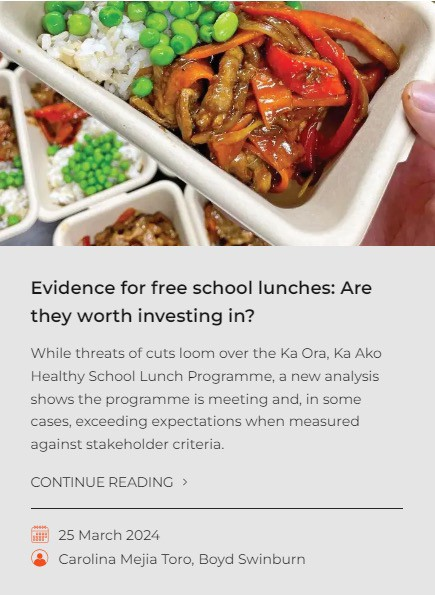 Evidence for free school lunches: Are
they worth investing in?
While threats of cuts loom over the Ka Ora, Ka Ako
Healthy School Lunch Programme, a new analysis
shows the programme is meeting and, in some
cases, exceeding expectations when measured
against stakeholder criteria.
CONTINUE READING >
25 March 2024
Carolina Mejia Toro, Boyd Swinburn